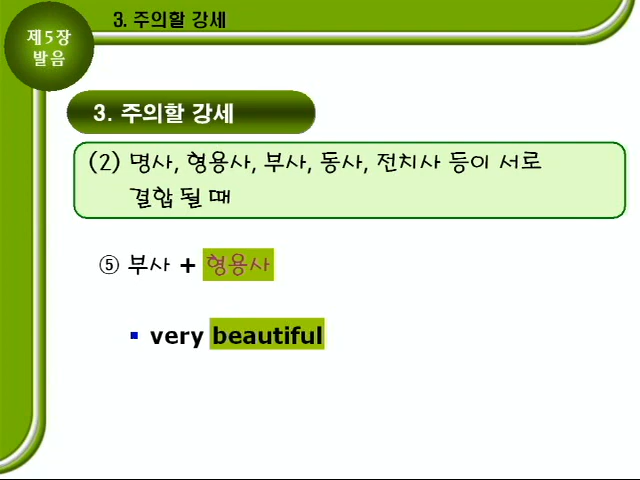 제5장
발음
3. 주의할 강세
3. 주의할 강세
(2) 명사, 형용사, 부사, 동사, 전치사 등이 서로
결합 될 때
⑤ 부사 + 형용사
▪ very beautiful